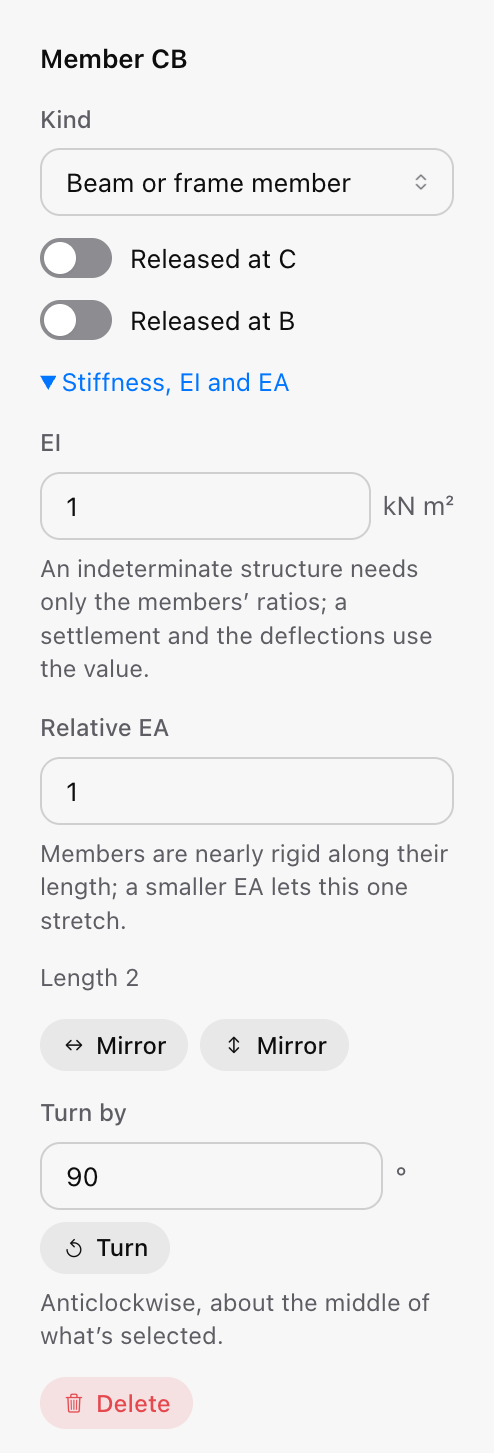 Member CB
Kind
Beam or frame member
Released at C
Released at B
▼ Stiffness, EI and EA
EI
1 kN m²
An indeterminate structure needs
only the members’ ratios; a
settlement and the deflections use
the value.
Relative EA
1
Members are nearly rigid along their
length; a smaller EA lets this one
stretch.
Length 2
↔ Mirror ↕ Mirror
Turn by
90 °
Turn
Anticlockwise, about the middle of
what’s selected.
Delete